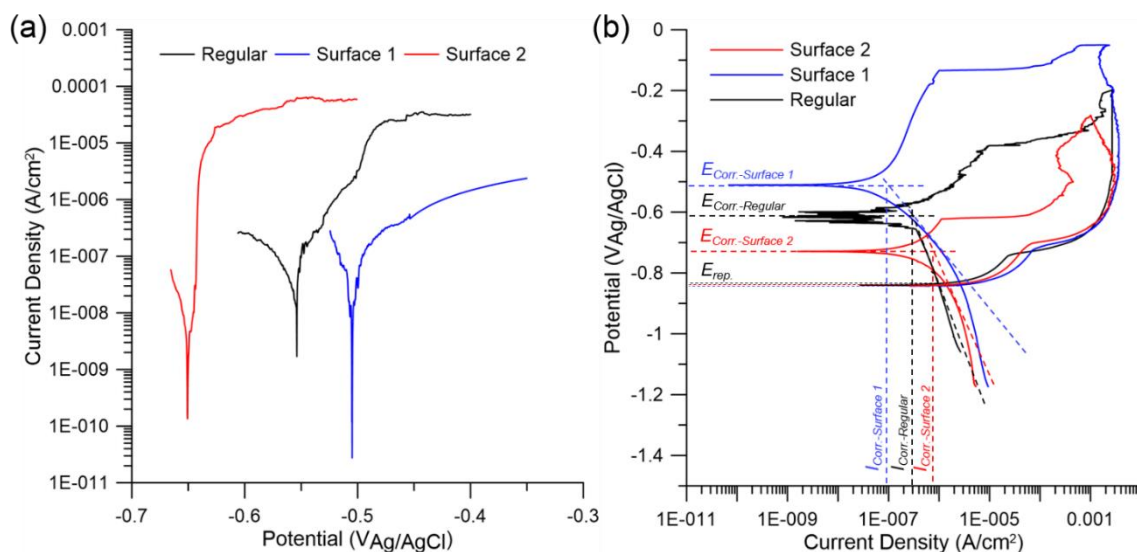 (a)
Regular
Surface 1
Surface 2
0.001
0.0001
1E-005
1E-006
1E-007
1E-008
1E-009
1E-010
1E-011
Current Density (A/cm²)
-0.7
-0.6
-0.5
-0.4
-0.3
Potential (VAg/AgCl)
(b)
Surface 2
Surface 1
Regular
0
-0.2
-0.4
-0.6
-0.8
-1
-1.2
-1.4
Potential (VAg/AgCl)
ECorr.-Surface 1
ECorr.-Regular
ECorr.-Surface 2
Erep.
ICorr.-Surface 1
ICorr.-Regular
ICorr.-Surface 2
1E-011
1E-009
1E-007
1E-005
0.001
Current Density (A/cm²)